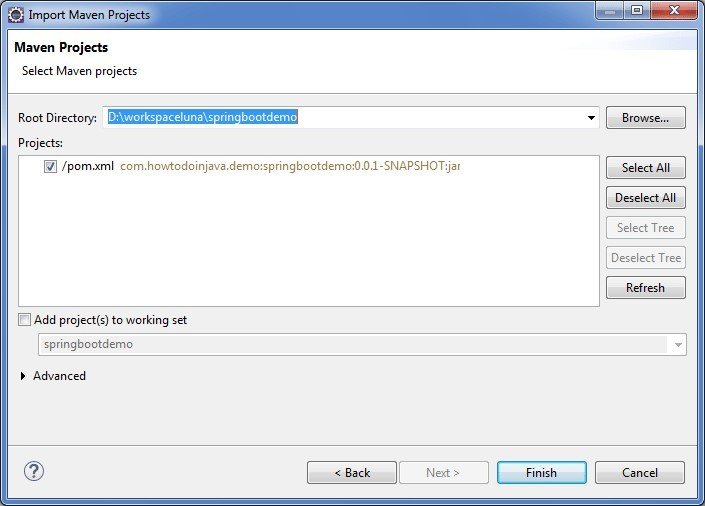 Import Maven Projects
Maven Projects
Select Maven projects
Root Directory: D:\workspaceluna\springbootdemo Browse...
Projects:
/pom.xml com.howtodoinjava.demo:springbootdemo:0.0.1-SNAPSHOT:jar
Select All
Deselect All
Select Tree
Deselect Tree
Refresh
Add project(s) to working set
springbootdemo
Advanced
? < Back Next > Finish Cancel